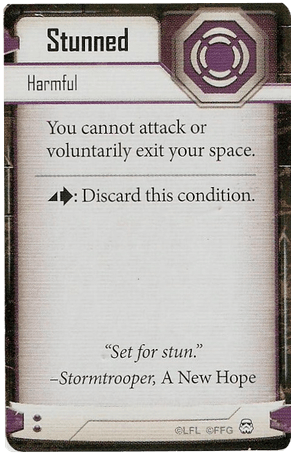 Stunned
Harmful
You cannot attack or
voluntarily exit your space.
: Discard this condition.
“Set for stun.”
–Stormtrooper, A New Hope
©LFL ©FFG